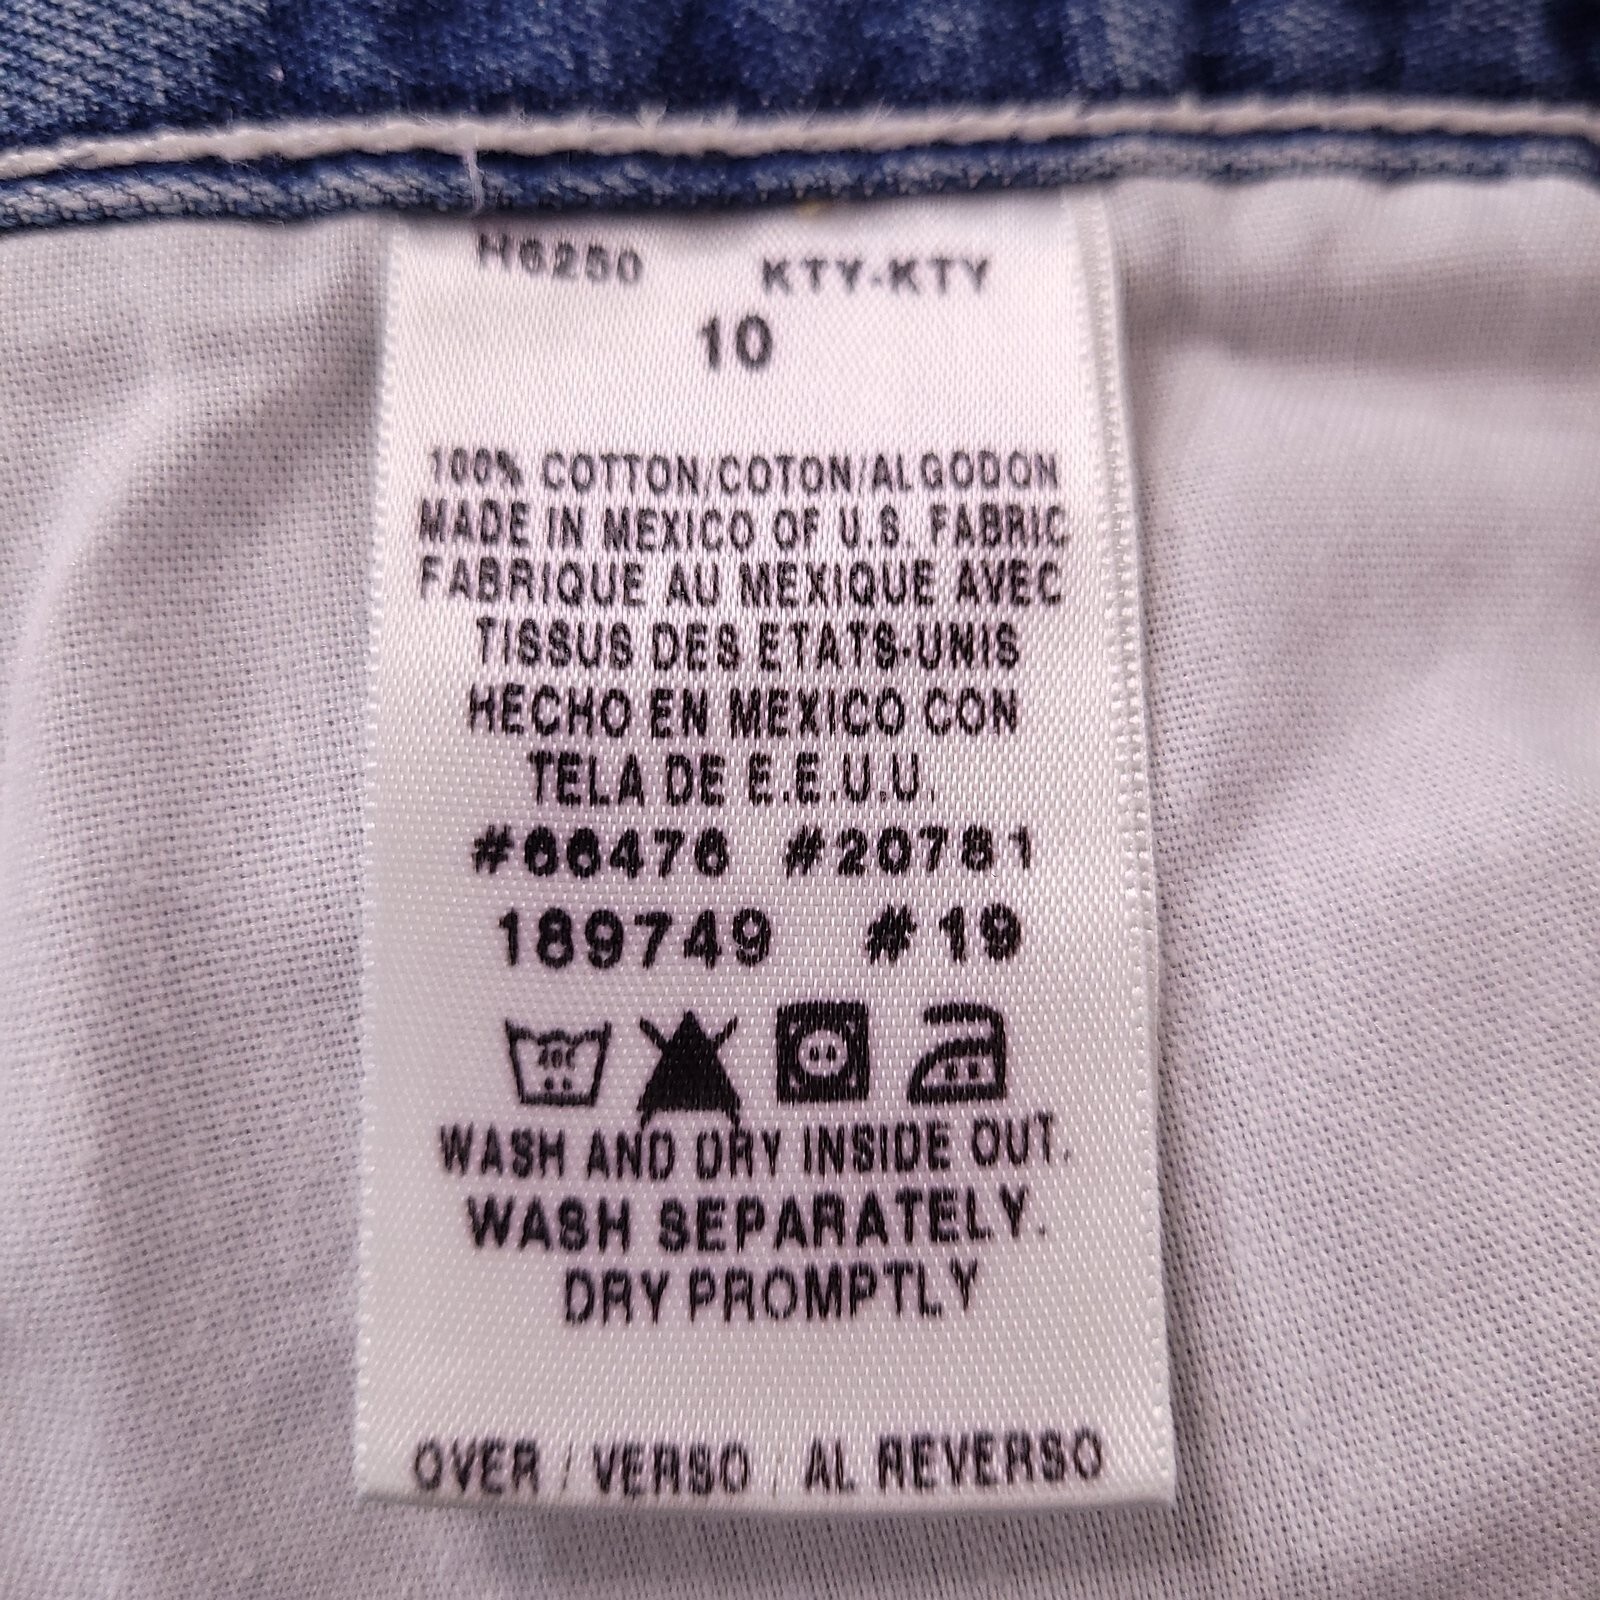 H6250 KTY-KTY
10
100% COTTON/COTON/ALGODON
MADE IN MEXICO OF U.S. FABRIC
FABRIQUE AU MEXIQUE AVEC
TISSUS DES ETATS-UNIS
HECHO EN MEXICO CON
TELA DE E.E.U.U.
#66476 #20781
189749 #19
WASH AND DRY INSIDE OUT.
WASH SEPARATELY.
DRY PROMPTLY
OVER / VERSO / AL REVERSO